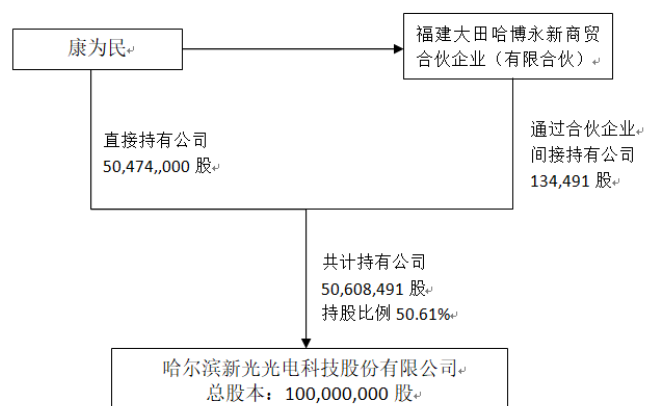 康为民
福建大田哈博永新商贸
合伙企业（有限合伙）
直接持有公司
50,474,,000 股
通过合伙企业
间接持有公司
134,491 股
共计持有公司
50,608,491 股
持股比例 50.61%
哈尔滨新光光电科技股份有限公司
总股本：100,000,000 股